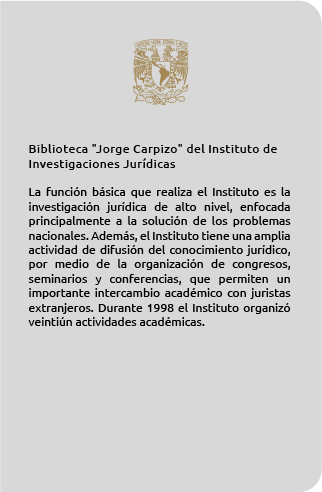 Biblioteca "Jorge Carpizo" del Instituto de
Investigaciones Jurídicas
La función básica que realiza el Instituto es la
investigación jurídica de alto nivel, enfocada
principalmente a la solución de los problemas
nacionales. Además, el Instituto tiene una amplia
actividad de difusión del conocimiento jurídico,
por medio de la organización de congresos,
seminarios y conferencias, que permiten un
importante intercambio académico con juristas
extranjeros. Durante 1998 el Instituto organizó
veintiún actividades académicas.